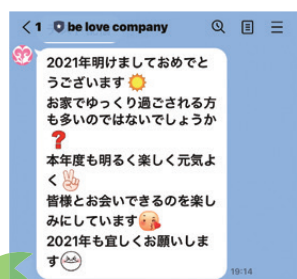 1 be love company
2021年明けましておめでと
うございます
お家でゆっくり過ごされる方
も多いのではないでしょうか
❓
本年度も明るく楽しく元気よ
く
皆様とお会いできるのを楽し
みにしています
2021年も宜しくお願いしま
す
19:14